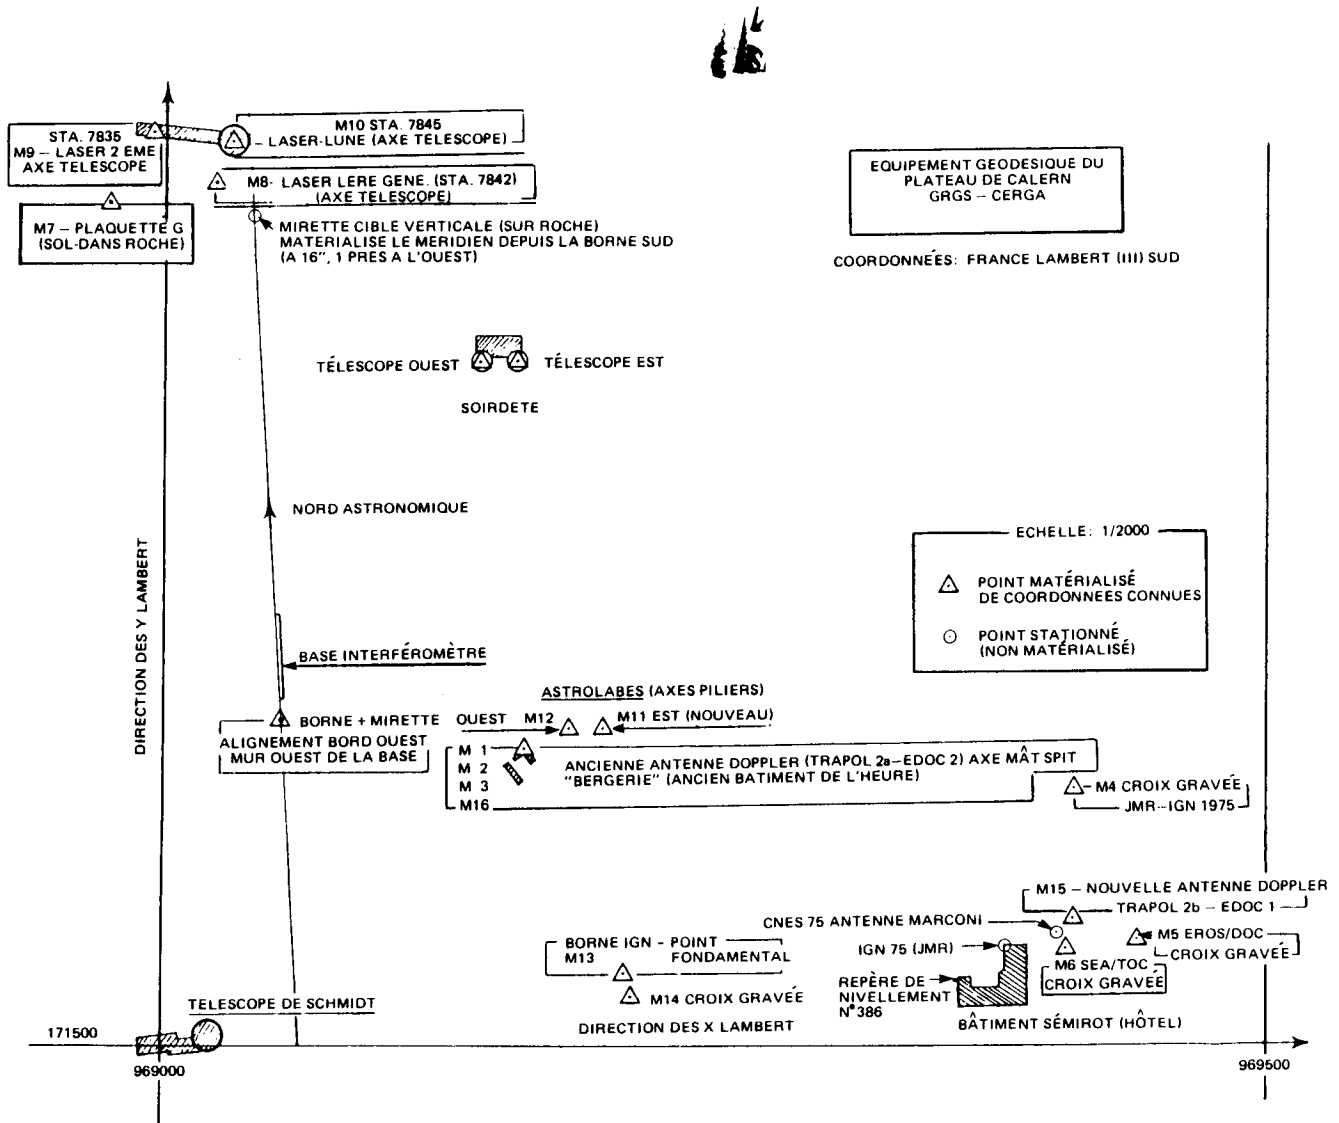 STA. 7835
M9 – LASER 2 EME
AXE TELESCOPE
M10 STA. 7845
LASER-LUNE (AXE TELESCOPE)
M8- LASER LERE GENE. (STA. 7842)
(AXE TELESCOPE)
M7 – PLAQUETTE G
(SOL-DANS ROCHE)
MIRETTE CIBLE VERTICALE (SUR ROCHE)
MATERIALISE LE MERIDIEN DEPUIS LA BORNE SUD
(A 16", 1 PRES A L'OUEST)
EQUIPEMENT GEODESIQUE DU
PLATEAU DE CALERN
GRGS – CERGA
COORDONNÉES: FRANCE LAMBERT (III) SUD
TÉLESCOPE OUEST
TÉLESCOPE EST
SOIRDETE
NORD ASTRONOMIQUE
DIRECTION DES Y LAMBERT
ECHELLE: 1/2000
POINT MATÉRIALISÉ
DE COORDONNEES CONNUES
POINT STATIONNÉ
(NON MATÉRIALISÉ)
BASE INTERFÉROMÈTRE
BORNE + MIRETTE
ALIGNEMENT BORD OUEST
MUR OUEST DE LA BASE
ASTROLABES (AXES PILIERS)
OUEST M12
M11 EST (NOUVEAU)
M 1
M 2
M 3
M16
ANCIENNE ANTENNE DOPPLER (TRAPOL 2a–EDOC 2) AXE MÂT SPIT
"BERGERIE" (ANCIEN BATIMENT DE L'HEURE)
M4 CROIX GRAVÉE
JMR–IGN 1975
M15 – NOUVELLE ANTENNE DOPPLER
TRAPOL 2b – EDOC 1
CNES 75 ANTENNE MARCONI
M5 EROS/DOC
CROIX GRAVEÉ
IGN 75 (JMR)
M6 SEA/TOC
CROIX GRAVEÉ
BORNE IGN - POINT
M13 FONDAMENTAL
M14 CROIX GRAVÉE
REPÈRE DE
NIVELLEMENT
N° 386
BÂTIMENT SÉMIROT (HÔTEL)
DIRECTION DES X LAMBERT
TELESCOPE DE SCHMIDT
171500
969000
969500